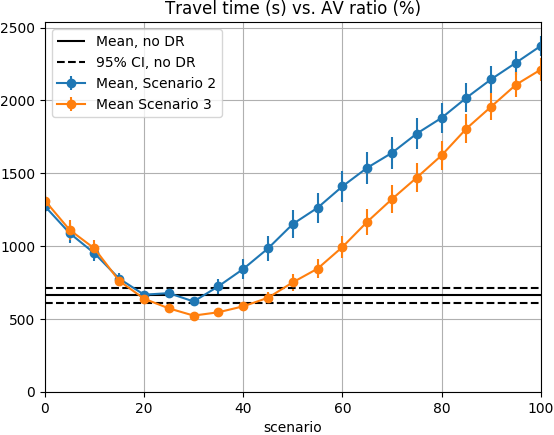 Travel time (s) vs. AV ratio (%)
2500
2000
1500
1000
500
0
Mean, no DR
95% CI, no DR
Mean, Scenario 2
Mean Scenario 3
0 20 40 60 80 100
scenario